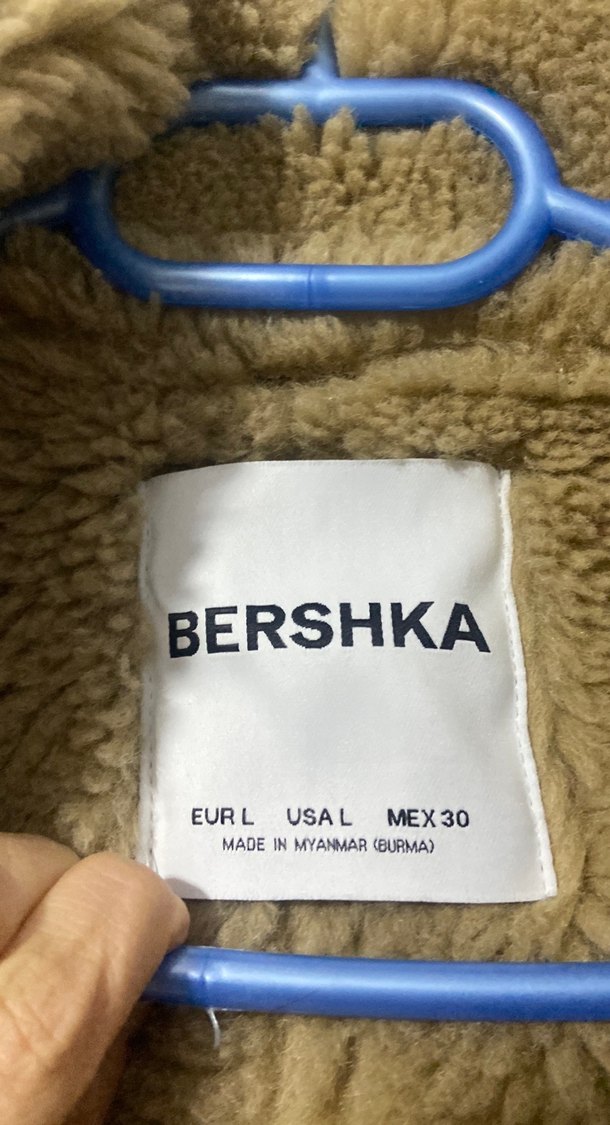 BERSHKA
EUR L USA L MEX 30
MADE IN MYANMAR (BURMA)